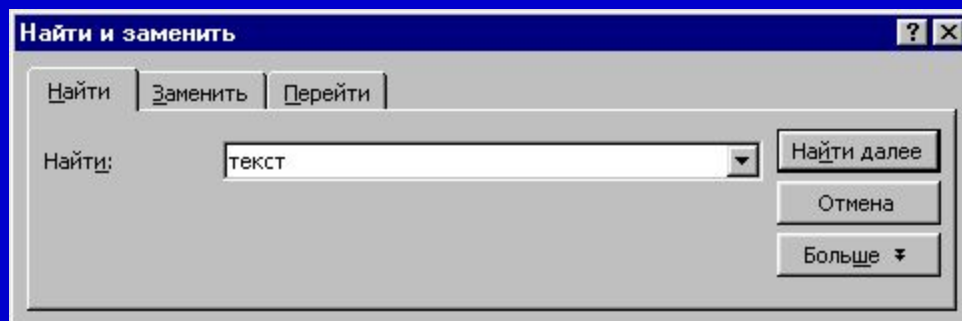 Найти и заменить
Найти Заменить Перейти
Найти: текст Найти далее
Отмена
Больше